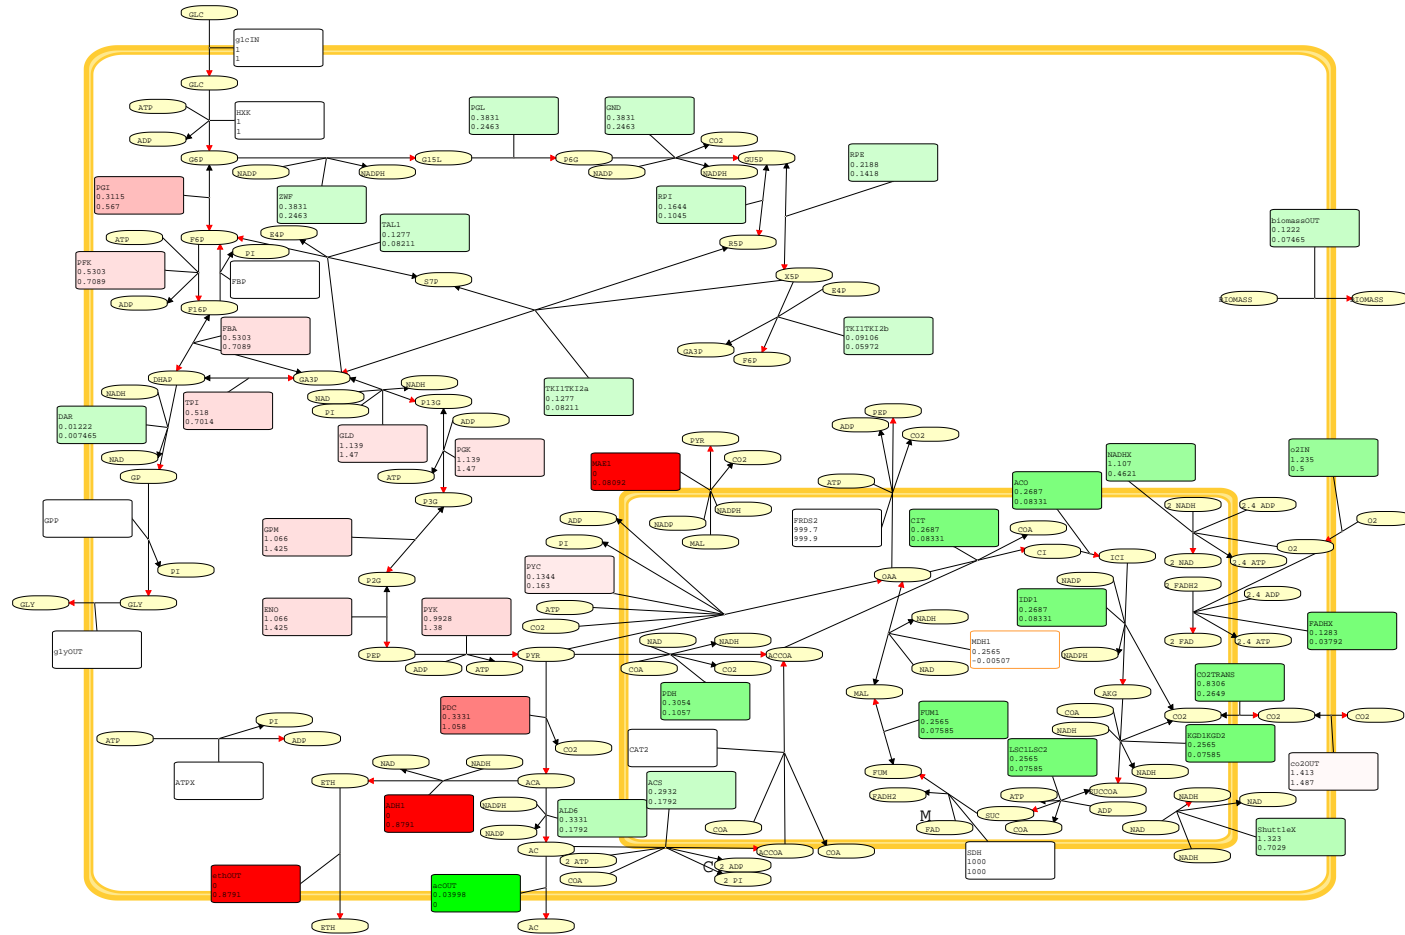 GLC
glcIN
1
1
GLC
ATP
HXK
1
1
ADP
PGL
0.3831
0.2463
GND
0.3831
0.2463
CO2
G6P
G15L
P6G
GU5P
NADP
NADPH
NADP
NADPH
RPE
0.2188
0.1418
PGI
0.3115
0.567
ZWF
0.3831
0.2463
RPI
0.1644
0.1045
TAL1
0.1277
0.08211
biomassOUT
0.1222
0.07465
E4P
ATP
F6P
PI
R5P
PFK
0.5303
0.7089
FBP
S7P
X5P
E4P
ADP
F16P
BIOMASS
BIOMASS
FBA
0.5303
0.7089
TKI1TKI2b
0.09106
0.05972
GA3P
F6P
DHAP
GA3P
NADH
NADH
NAD
P13G
PI
TPI
0.518
0.7014
TKI1TKI2a
0.1277
0.08211
DAR
0.01222
0.007465
GLD
1.139
1.47
ADP
PGK
1.139
1.47
PEP
ADP
CO2
PYR
NAD
GP
ATP
CO2
MAE1
0
0.08092
NADHX
1.107
0.4621
o2IN
1.235
0.5
ACO
0.2687
0.08331
ATP
P3G
GPP
NADPH
NADP
MAL
FRDS2
999.7
999.9
CIT
0.2687
0.08331
COA
2 NADH
2.4 ADP
O2
ADP
GPM
1.066
1.425
PI
CI
ICI
O2
PYC
0.1344
0.163
OAA
2 NAD
2.4 ATP
PI
P2G
NADP
2 FADH2
2.4 ADP
GLY
GLY
ENO
1.066
1.425
PYK
0.9928
1.38
ATP
CO2
IDP1
0.2687
0.08331
NADH
FADHX
0.1283
0.03792
glyOUT
MDH1
0.2565
-0.00507
NAD
NADH
2 FAD
2.4 ATP
PEP
PYR
ACCOA
NADPH
ADP
ATP
COA
CO2
NAD
CO2TRANS
0.8306
0.2649
PDH
0.3054
0.1057
MAL
AKG
PDC
0.3331
1.058
FUM1
0.2565
0.07585
COA
CO2
CO2
CO2
PI
ATP
ADP
CO2
CAT2
NADH
KGD1KGD2
0.2565
0.07585
LSC1LSC2
0.2565
0.07585
co2OUT
1.413
1.487
ATPX
NAD
NADH
ETH
ACA
FUM
NADH
ACS
0.2932
0.1792
FADH2
ATP
SUCCOA
NADH
NAD
ADH1
0
0.8791
NADPH
ALD6
0.3331
0.1792
ADP
SUC
M
FAD
COA
NAD
NADP
COA
ShuttleX
1.323
0.7029
AC
ACCOA
COA
NADH
2 ATP
C
2 ADP
SDH
1000
1000
COA
2 PI
ethOUT
0
0.8791
acOUT
0.03998
0
ETH
AC